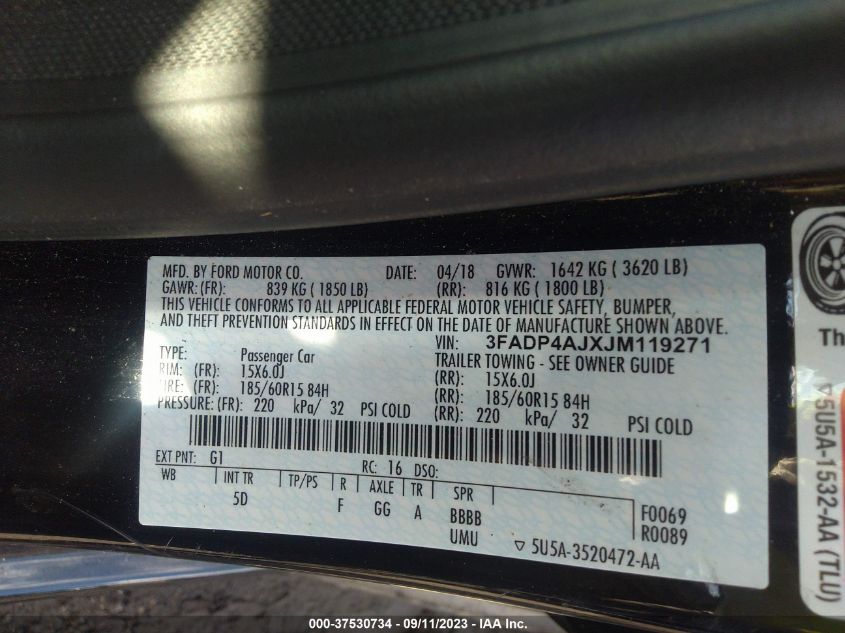 MFD. BY FORD MOTOR CO. DATE: 04/18 GVWR: 1642 KG ( 3620 LB)
GAWR: (FR): 839 KG ( 1850 LB) (RR): 816 KG ( 1800 LB)
THIS VEHICLE CONFORMS TO ALL APPLICABLE FEDERAL MOTOR VEHICLE SAFETY, BUMPER,
AND THEFT PREVENTION STANDARDS IN EFFECT ON THE DATE OF MANUFACTURE SHOWN ABOVE.
VIN: 3FADP4AJXJM119271
TYPE: Passenger Car TRAILER TOWING - SEE OWNER GUIDE
RIM: (FR): 15X6.0J (RR): 15X6.0J
TIRE: (FR): 185/60R15 84H (RR): 185/60R15 84H
PRESSURE: (FR): 220 kPa/ 32 PSI COLD (RR): 220 kPa/ 32 PSI COLD
EXT PNT: G1 RC: 16 DSO:
WB INT TR TP/PS R AXLE TR SPR
5D F GG A BBBB F0069
UMU R0089
5U5A-3520472-AA
Th
5U5A-1532-AA (TLU)
000-37530734 - 09/11/2023 - IAA Inc.